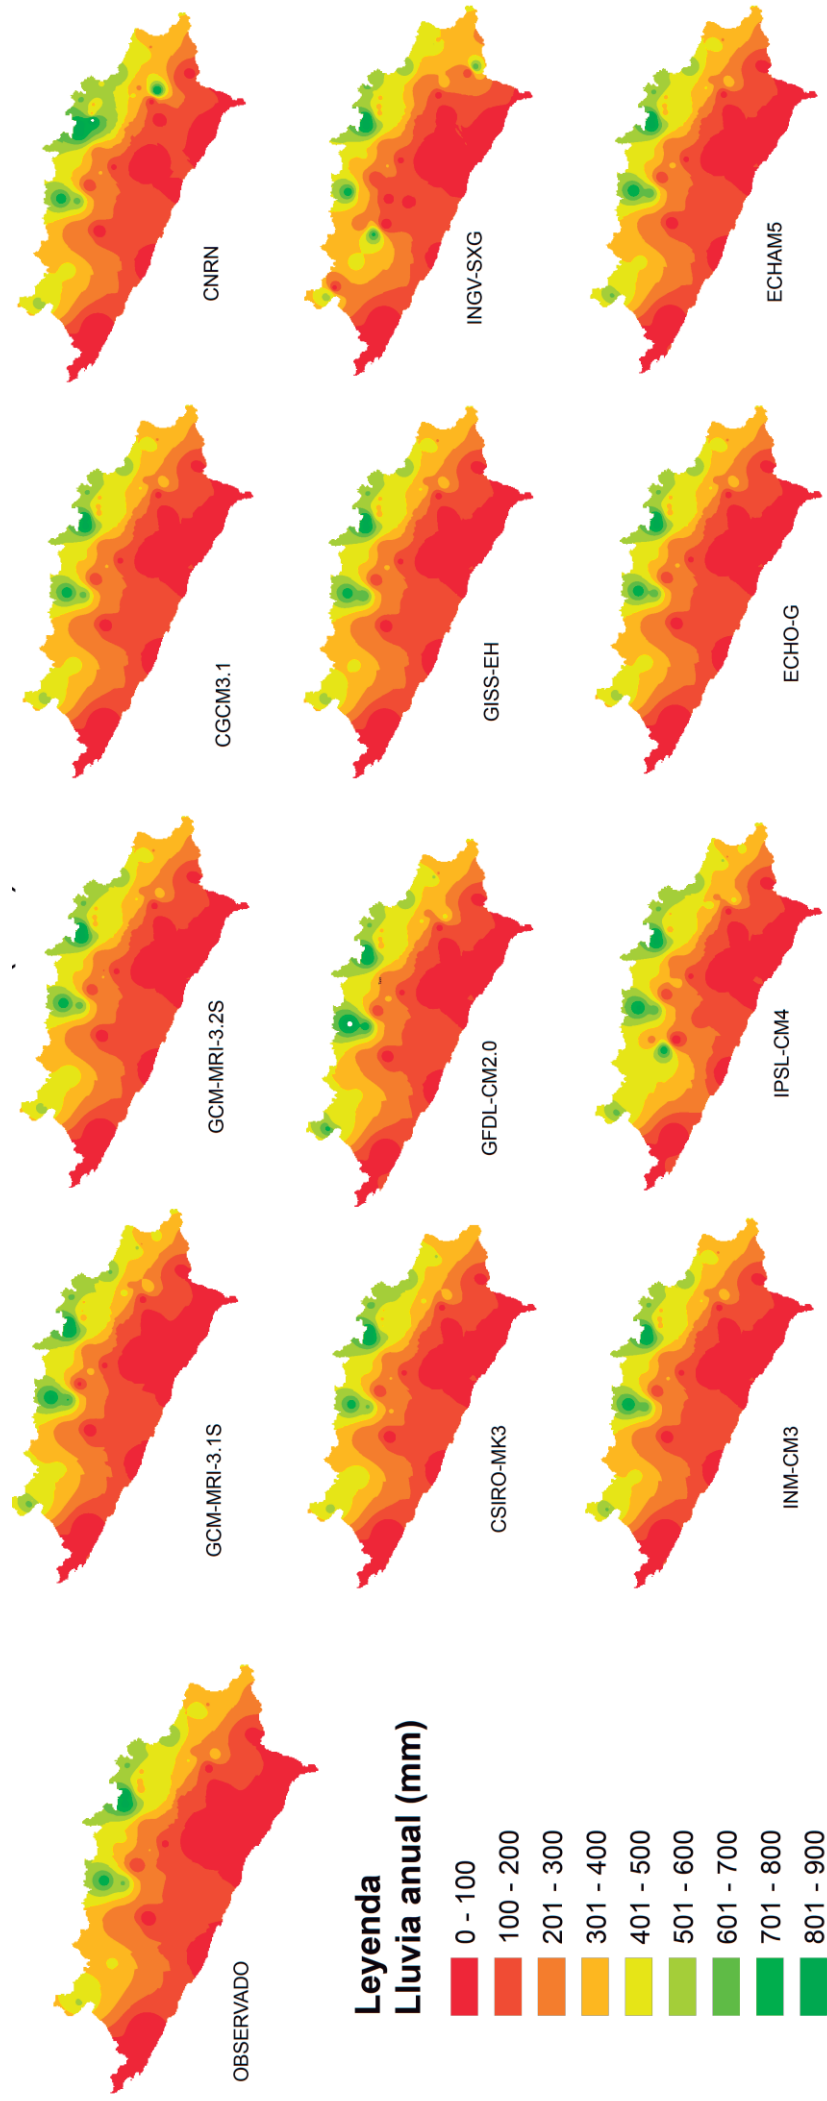 OBSERVADO
GCM-MRI-3.1S
GCM-MRI-3.2S
CGCM3.1
CNRN
CSIRO-MK3
GFDL-CM2.0
GISS-EH
INGV-SXG
INM-CM3
IPSL-CM4
ECHO-G
ECHAM5
Leyenda
Lluvia anual (mm)
0 - 100
100 - 200
201 - 300
301 - 400
401 - 500
501 - 600
601 - 700
701 - 800
801 - 900